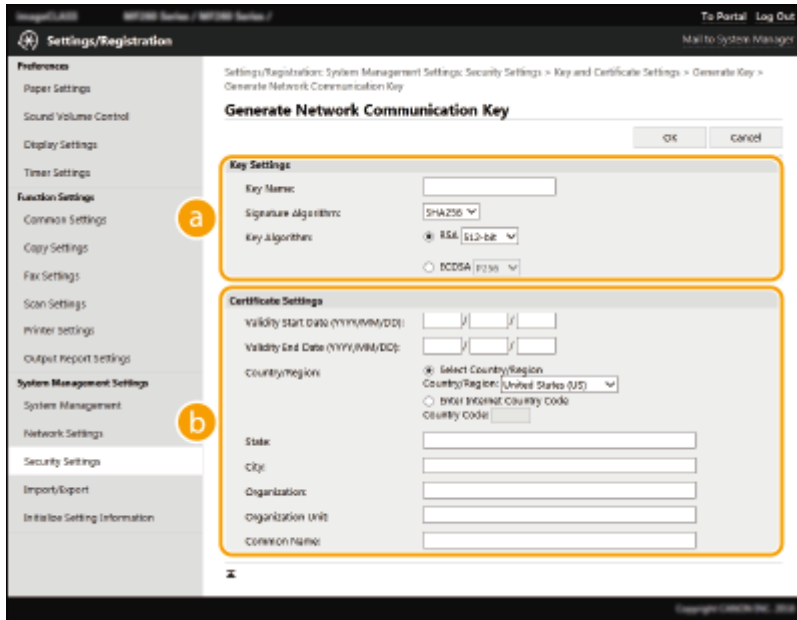 To Portal Log Out
Settings/Registration
Mail to System Manager
Preferences
Paper Settings
Sound Volume Control
Display Settings
Timer Settings
Function Settings
Common Settings
Copy Settings
Fax Settings
Scan Settings
Printer Settings
Output Report Settings
System Management Settings
System Management
Network Settings
Security Settings
Import/Export
Initialize Setting Information
Settings/Registration: System Management Settings: Security Settings > Key and Certificate Settings > Generate Key >
Generate Network Communication Key
Generate Network Communication Key
OK Cancel
a
Key Settings
Key Name:
Signature Algorithm: SHA256
Key Algorithm: RSA 512-bit
ECDSA P256
b
Certificate Settings
Validity Start Date (YYYY/MM/DD): / /
Validity End Date (YYYY/MM/DD): / /
Country/Region: Select Country/Region
Country/Region: United States (US)
Enter Internet Country Code
Country Code:
State:
City:
Organization:
Organization Unit:
Common Name:
Copyright CANON INC. 2018